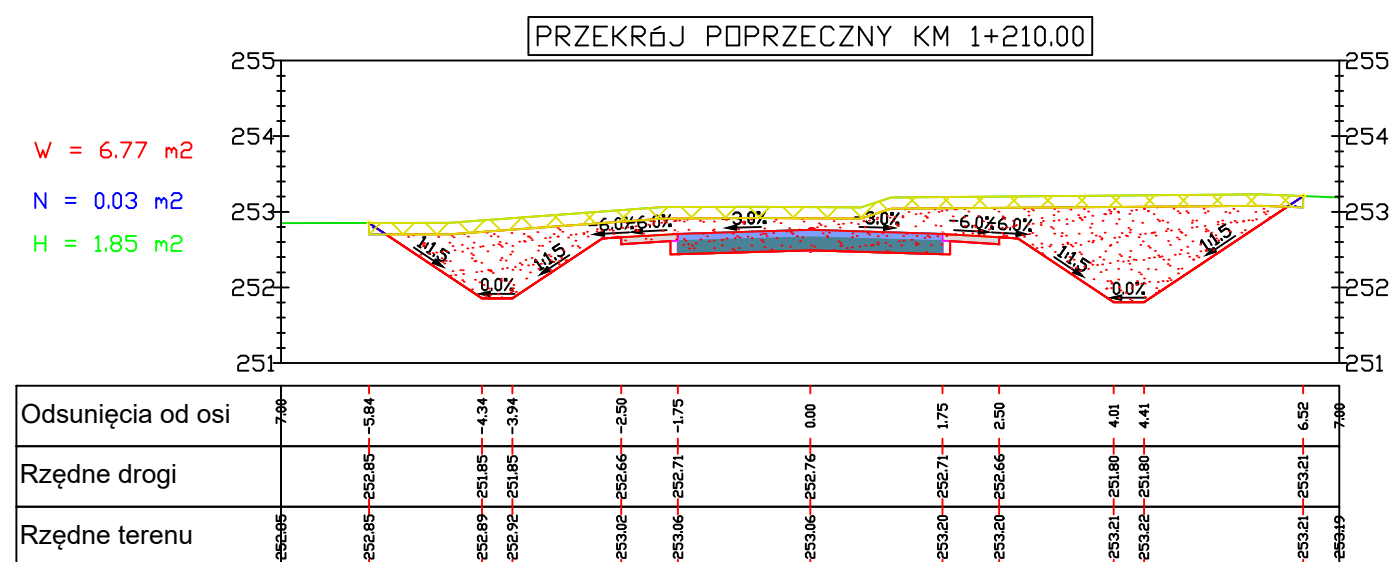 PRZEKRóJ POPRZECZNY KM 1+210.00
255 255
254 254
W = 6.77 m2
N = 0.03 m2
253 253
H = 1.85 m2
-6.0% -6.0% -3.0% -3.0% -6.0% -6.0%
1:1.5 1:1.5 1:1.5 1:1.5
0.0% 0.0%
252 252
251 251
Odsunięcia od osi 7.00 -5.84 -4.34 -3.94 -2.50 -1.75 0.00 1.75 2.50 4.01 4.41 6.52 7.00
Rzędne drogi 252.85 251.85 251.85 252.66 252.71 252.76 252.71 252.66 251.80 251.80 253.21
Rzędne terenu 252.85 252.85 252.89 252.92 253.02 253.06 253.06 253.20 253.20 253.21 253.22 253.21 253.19